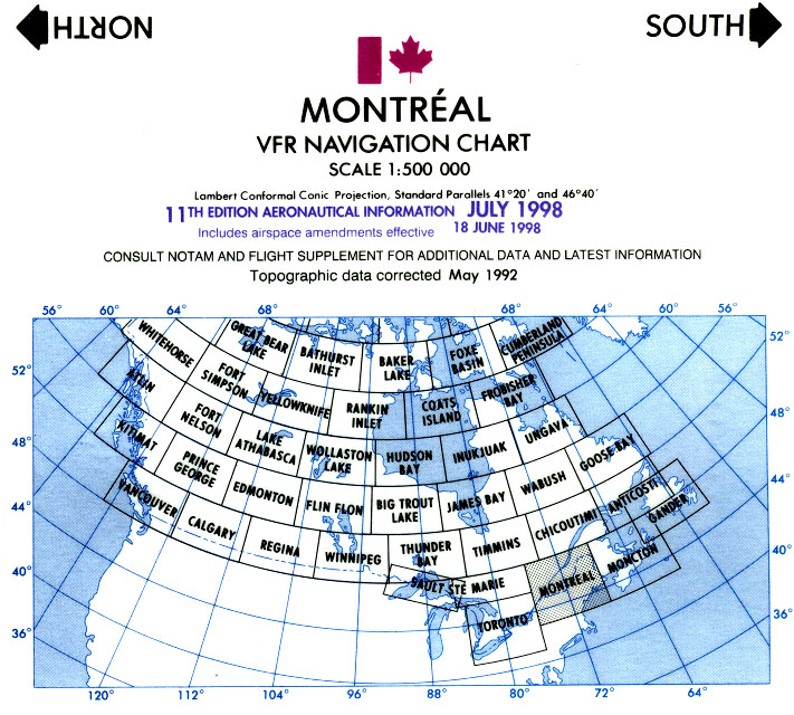 NORTH
SOUTH
MONTRÉAL
VFR NAVIGATION CHART
SCALE 1:500 000
Lambert Conformal Conic Projection, Standard Parallels 41°20' and 46°40'
11TH EDITION AERONAUTICAL INFORMATION JULY 1998
Includes airspace amendments effective 18 JUNE 1998
CONSULT NOTAM AND FLIGHT SUPPLEMENT FOR ADDITIONAL DATA AND LATEST INFORMATION
Topographic data corrected May 1992
56° 60° 64° 68° 68° 64° 60° 56°
52°
48°
44°
40°
36°
52°
48°
44°
40°
36°
WHITEHORSE
GREAT BEAR
LAKE
BATHURST
INLET
BAKER
LAKE
FOXE
BASIN
CUMBERLAND
PENINSULA
ATLIN
FORT
SIMPSON
YELLOWKNIFE
RANKIN
INLET
COATS
ISLAND
FROBISHER
BAY
KITIMAT
FORT
NELSON
LAKE
ATHABASCA
WOLLASTON
LAKE
HUDSON
BAY
INUKJUAK
UNGAVA
VANCOUVER
PRINCE
GEORGE
EDMONTON
FLIN FLON
BIG TROUT
LAKE
JAMES BAY
WABUSH
GOOSE BAY
CALGARY
REGINA
WINNIPEG
THUNDER
BAY
TIMMINS
CHICOUTIMI
ANTICOSTI
GANDER
SAULT STE MARIE
MONTREAL
MONCTON
TORONTO
120° 112° 104° 96° 88° 80° 72° 64°